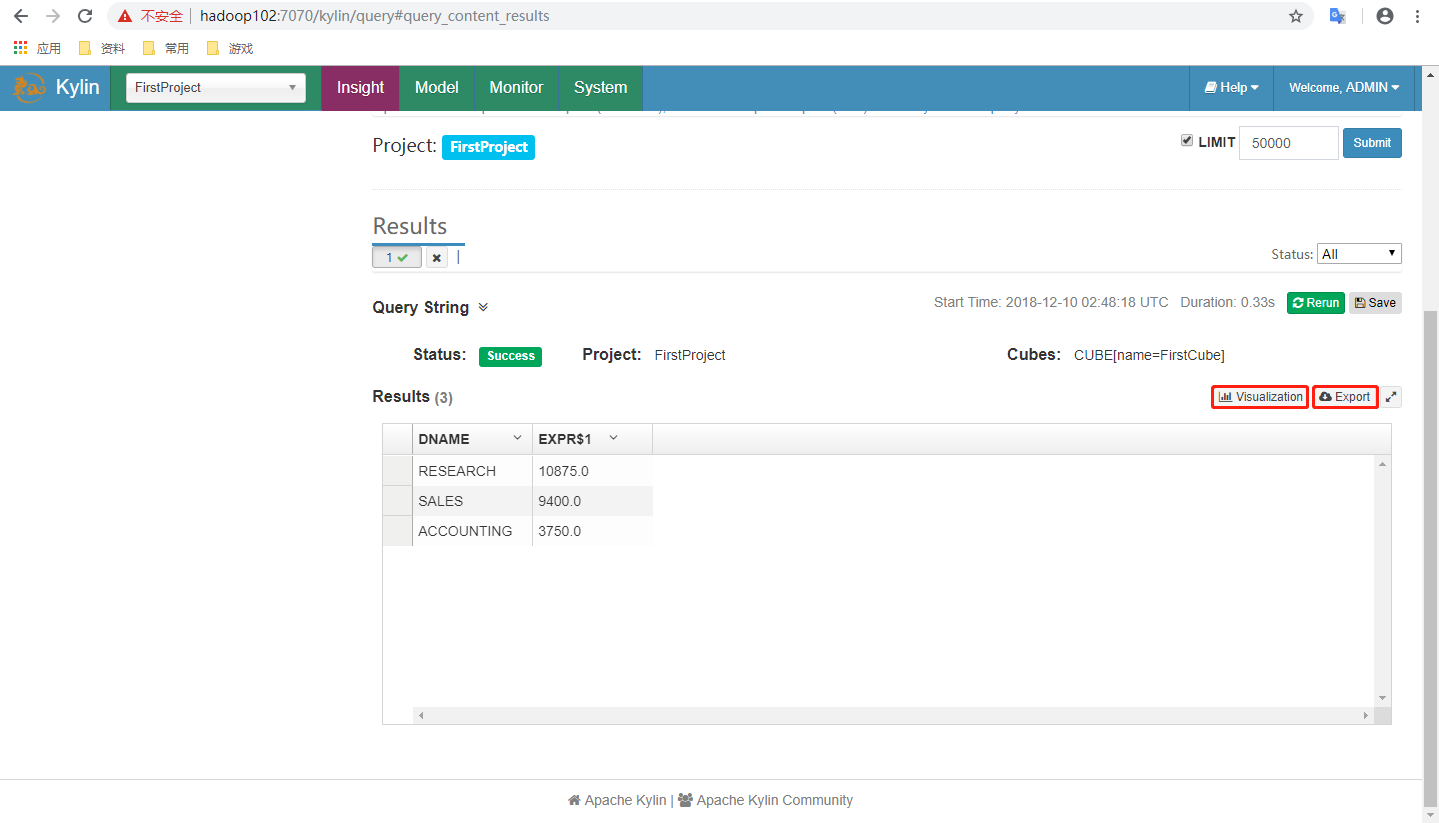 不安全 hadoop102:7070/kylin/query#query_content_results
应用 资料 常用 游戏
Kylin FirstProject Insight Model Monitor System Help Welcome, ADMIN
Project: FirstProject LIMIT 50000 Submit
Results
1 Status: All
Query String Start Time: 2018-12-10 02:48:18 UTC Duration: 0.33s Rerun Save
Status: Success Project: FirstProject Cubes: CUBE[name=FirstCube]
Results (3) Visualization Export
DNAME EXPR$1
RESEARCH 10875.0
SALES 9400.0
ACCOUNTING 3750.0
Apache Kylin | Apache Kylin Community